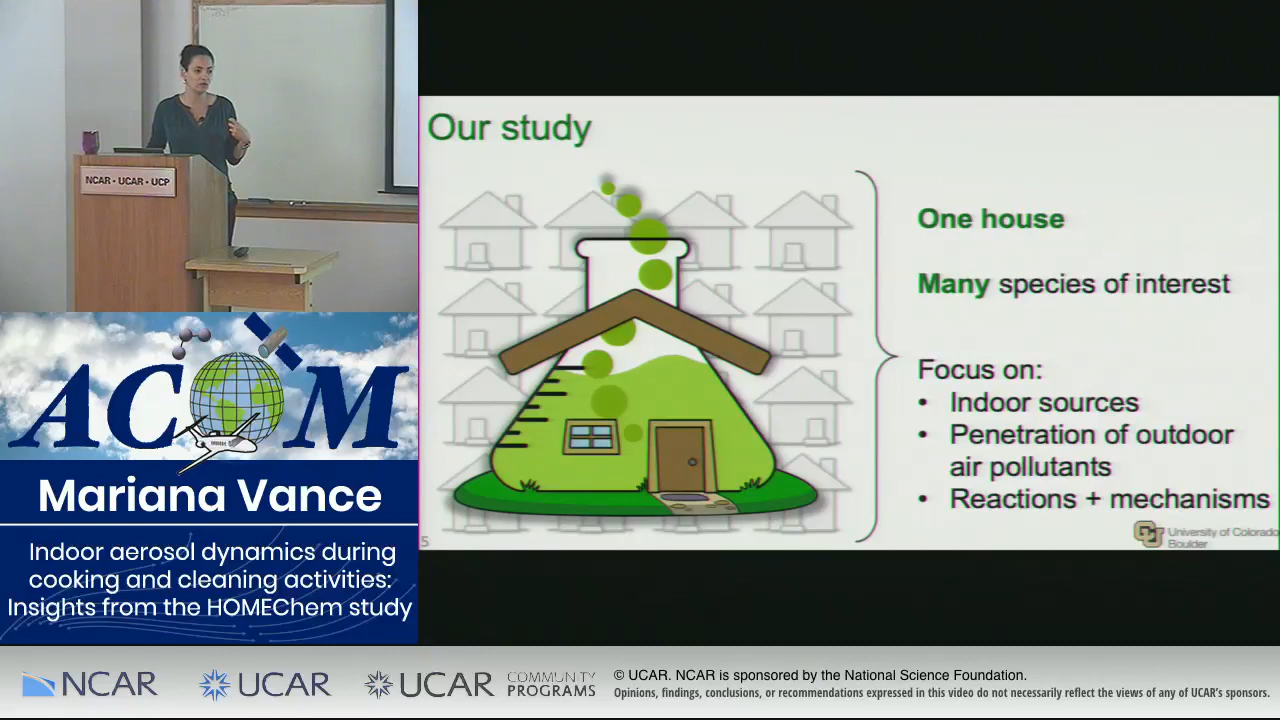 NCAR • UCAR • UCP
ACOM
Mariana Vance
Indoor aerosol dynamics during
cooking and cleaning activities:
Insights from the HOMEChem study
Our study
One house
Many species of interest
Focus on:
• Indoor sources
• Penetration of outdoor
air pollutants
• Reactions + mechanisms
5
University of Colorado
Boulder
NCAR
UCAR
UCAR
COMMUNITY
PROGRAMS
© UCAR. NCAR is sponsored by the National Science Foundation.
Opinions, findings, conclusions, or recommendations expressed in this video do not necessarily reflect the views of any of UCAR's sponsors.